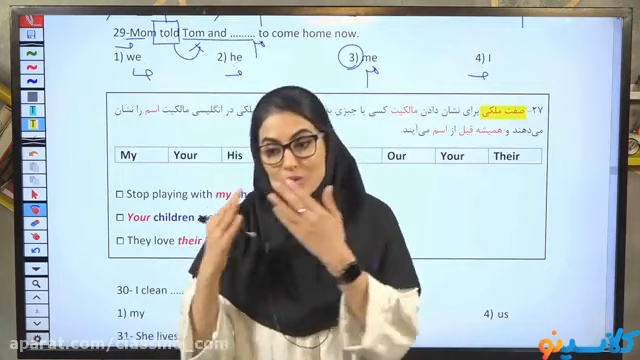 29-Mom told Tom and ......... to come home now.
1) we 2) he 3) me 4) I
۲۷- صفت ملکی برای نشان دادن مالکیت کسی یا چیزی به ملکی در انگلیسی مالکیت اسم را نشان
می‌دهند و همیشه قبل از اسم می‌آیند.
My Your His Our Your Their
Stop playing with my
Your children
They love their
30- I clean
1) my 4) us
31- She lives
aparat.com/
کلاسینو